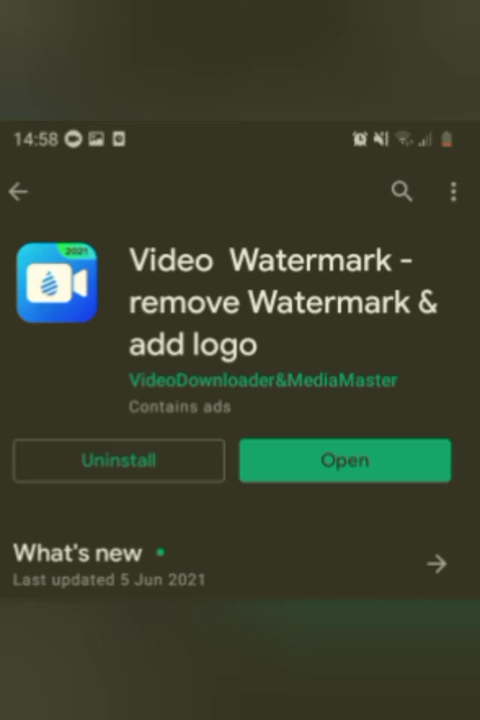 14:58
2021
Video Watermark -
remove Watermark &
add logo
VideoDownloader&MediaMaster
Contains ads
Uninstall
Open
What's new
Last updated 5 Jun 2021